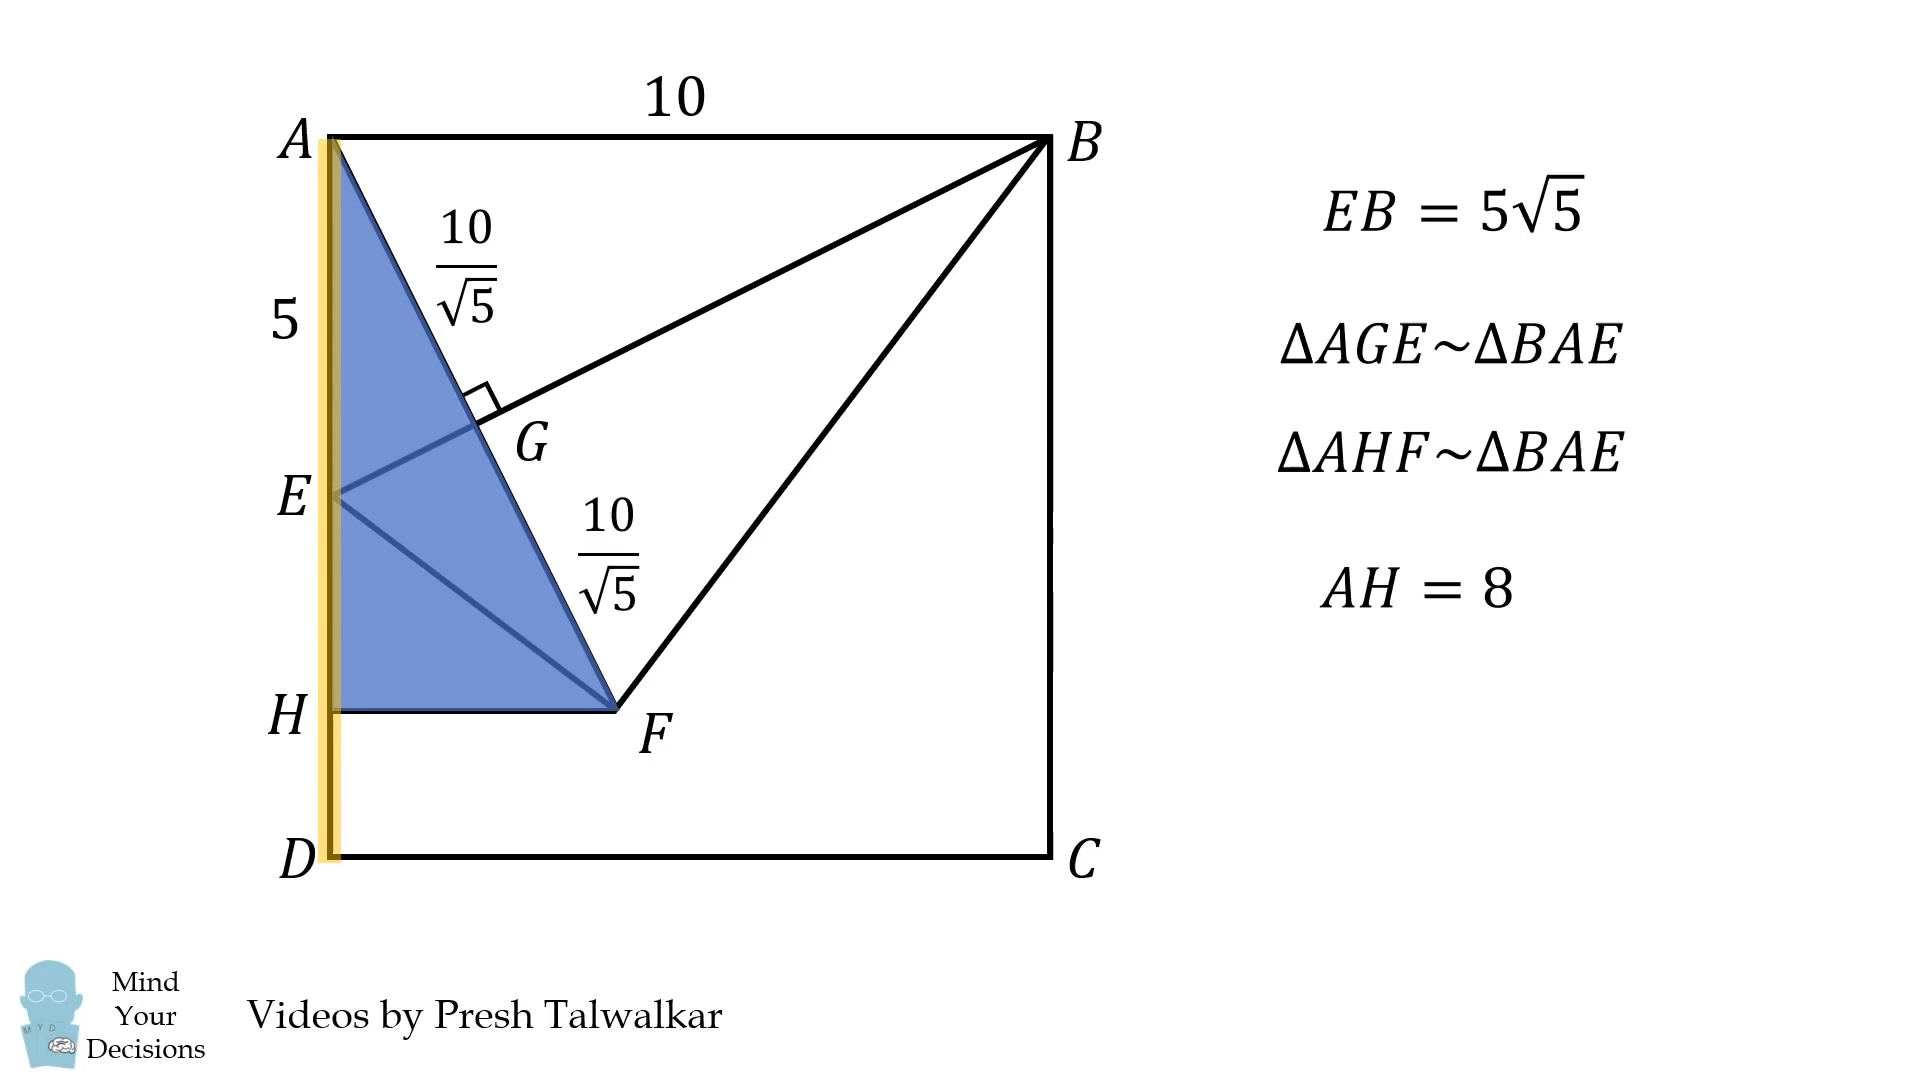 10
A
B
10
√5
EB = 5√5
5
ΔAGE~ΔBAE
G
ΔAHF~ΔBAE
E
10
√5
AH = 8
H
F
D
C
Mind
Your
Decisions
M Y D
Videos by Presh Talwalkar